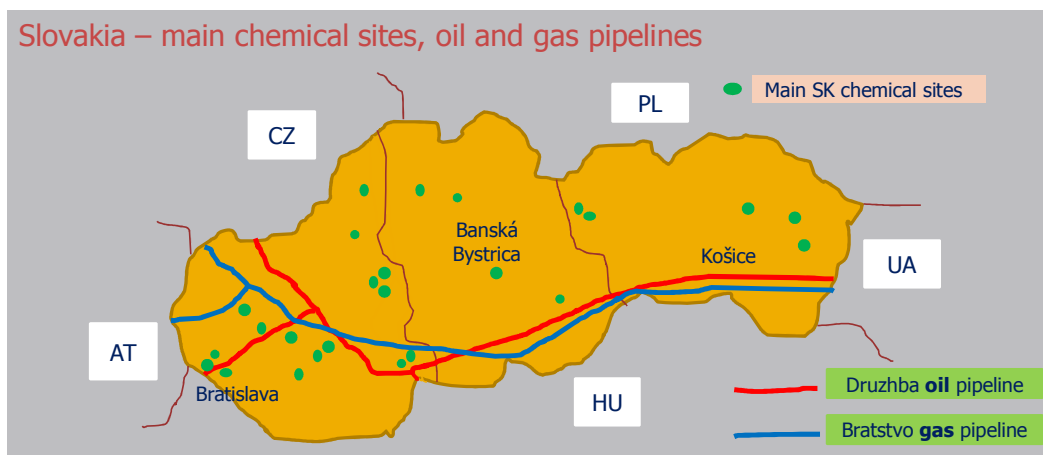 Slovakia – main chemical sites, oil and gas pipelines
Main SK chemical sites
PL
CZ
Banská
Bystrica
Košice
UA
AT
Bratislava
HU
Druzhba oil pipeline
Bratstvo gas pipeline